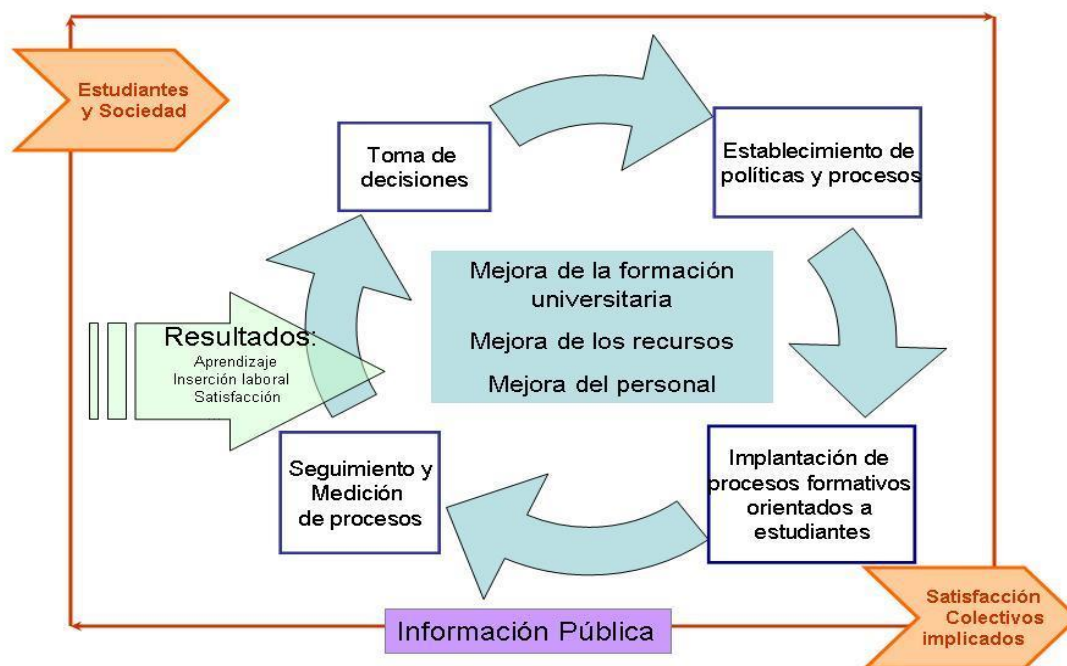 Estudiantes
y Sociedad
Toma de
decisiones
Establecimiento de
políticas y procesos
Mejora de la formación
universitaria
Mejora de los recursos
Mejora del personal
Resultados:
Aprendizaje
Inserción laboral
Satisfacción
Seguimiento y
Medición
de procesos
Implantación de
procesos formativos
orientados a
estudiantes
Satisfacción
Colectivos
implicados
Información Pública